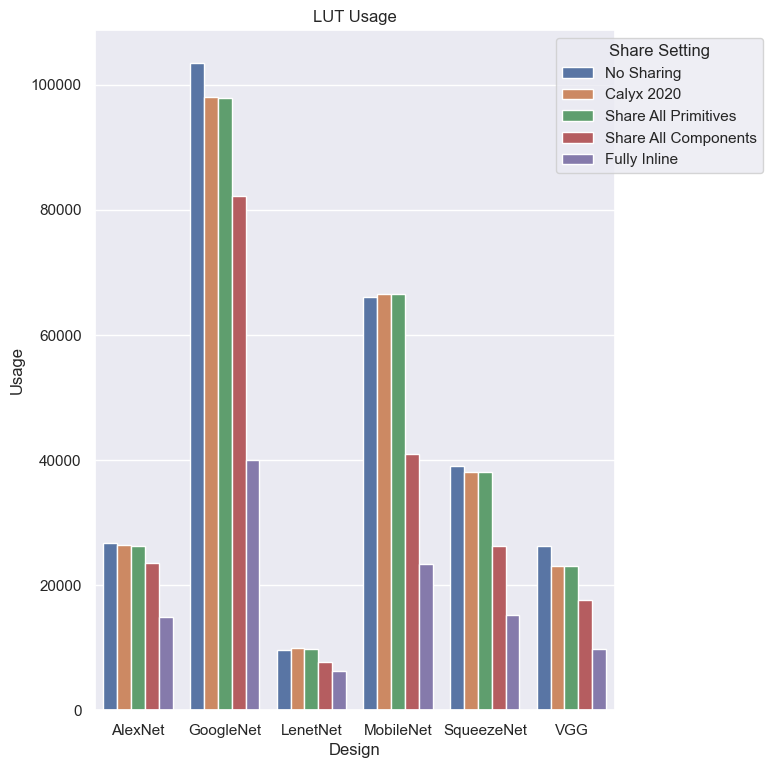 LUT Usage
Share Setting
No Sharing
Calyx 2020
Share All Primitives
Share All Components
Fully Inline
Usage
100000
80000
60000
40000
20000
0
AlexNet GoogleNet LenetNet MobileNet SqueezeNet VGG
Design